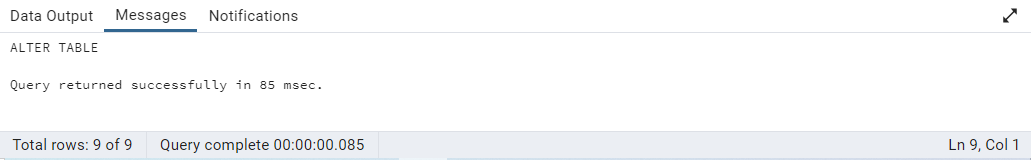 Data Output Messages Notifications
ALTER TABLE
Query returned successfully in 85 msec.
Total rows: 9 of 9 Query complete 00:00:00.085 Ln 9, Col 1